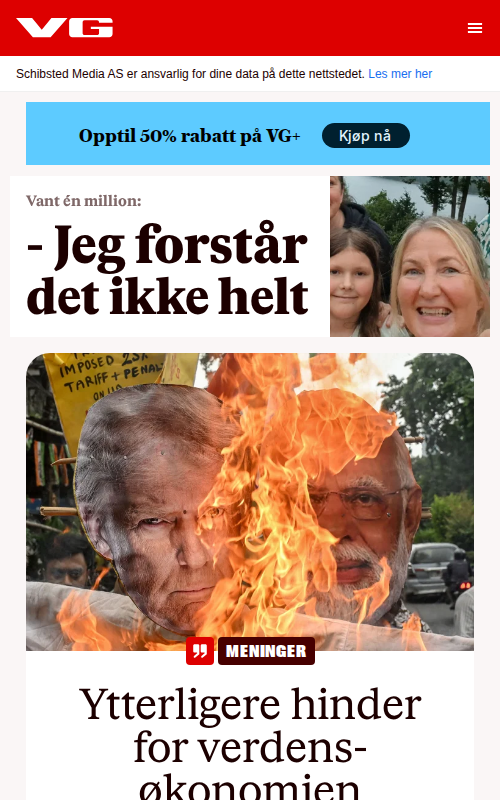 VG
Schibsted Media AS er ansvarlig for dine data på dette nettstedet. Les mer her
Opptil 50% rabatt på VG+
Kjøp nå
Vant én million:
- Jeg forstår
det ikke helt
IMPOSED 25%
TARIFF + PENAL
ON
MENINGER
Ytterligere hinder
for verdens-
økonomien